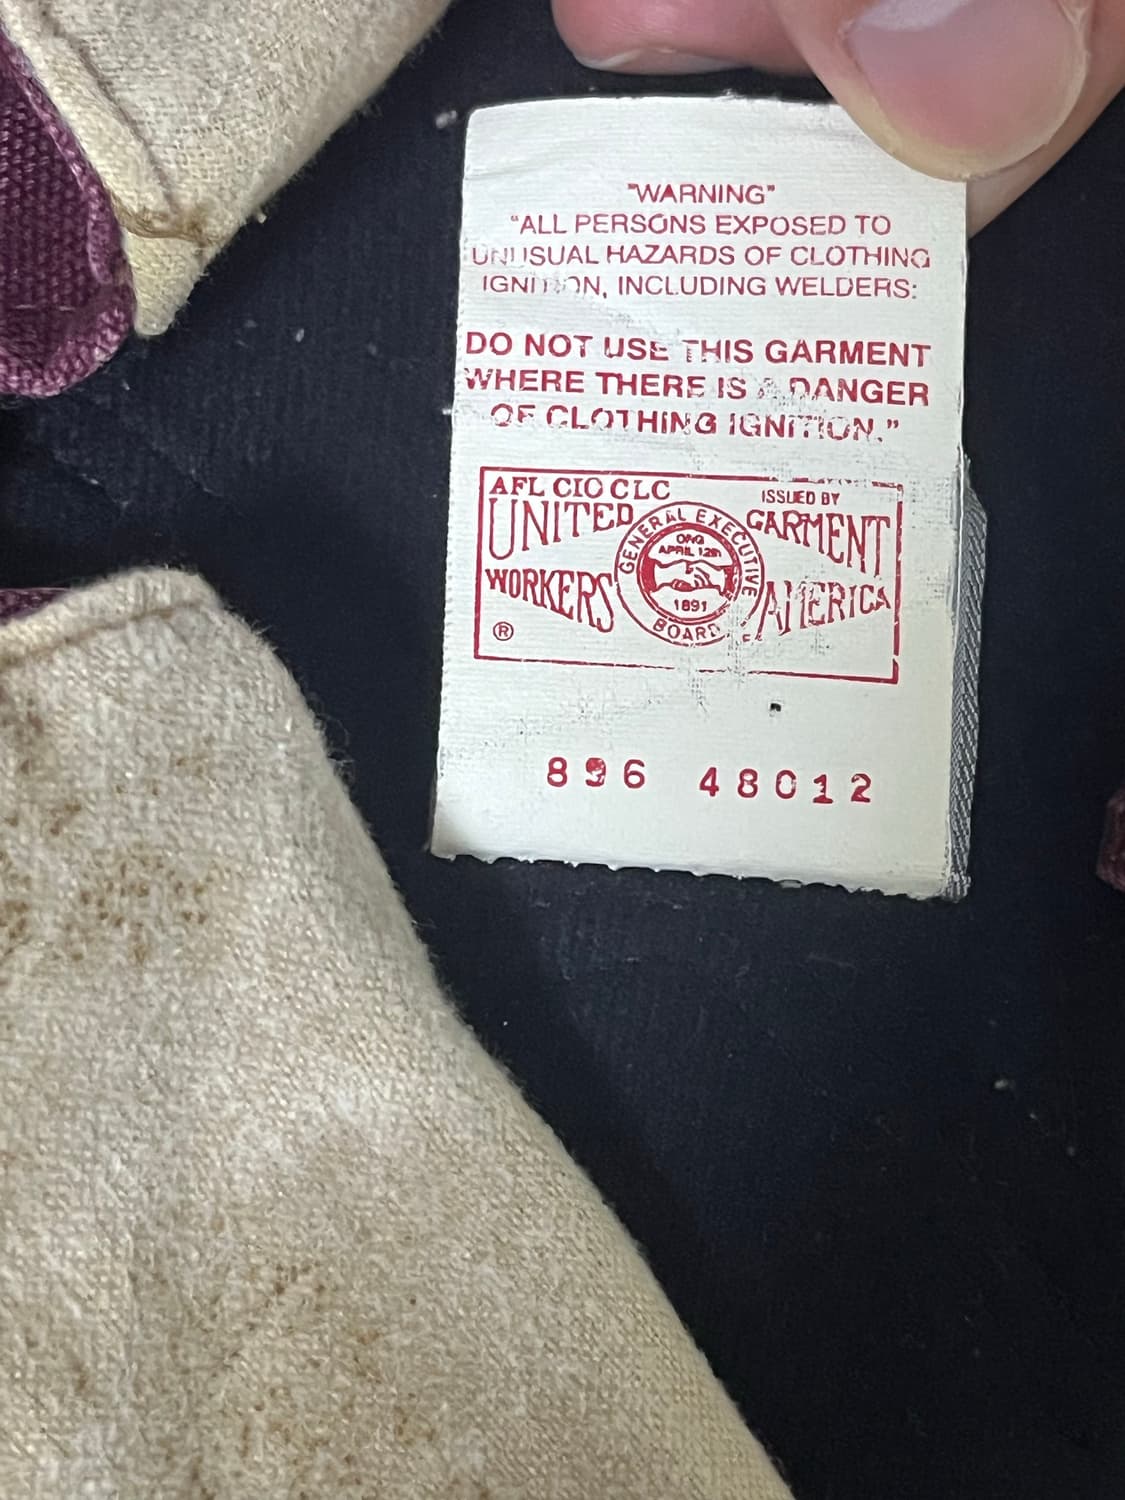 "WARNING"
"ALL PERSONS EXPOSED TO
UNUSUAL HAZARDS OF CLOTHING
IGNITION, INCLUDING WELDERS:
DO NOT USE THIS GARMENT
WHERE THERE IS A DANGER
OF CLOTHING IGNITION."
AFL CIO CLC
ISSUED BY
UNITED
GARMENT
WORKERS
AMERICA
GENERAL EXECUTIVE
BOARD
ORG
APRIL 12th
1891
OF
®
896 48012